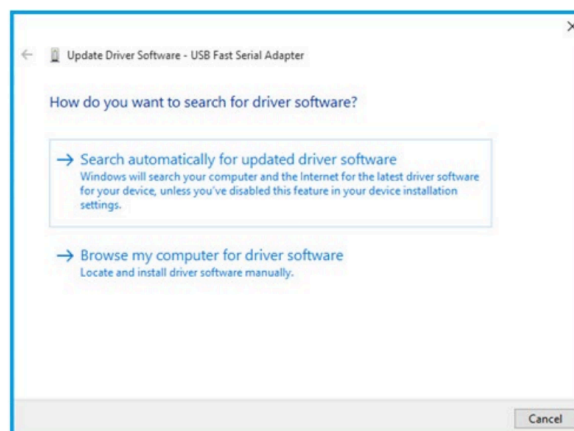 Update Driver Software - USB Fast Serial Adapter
How do you want to search for driver software?
Search automatically for updated driver software
Windows will search your computer and the Internet for the latest driver software
for your device, unless you've disabled this feature in your device installation
settings.
Browse my computer for driver software
Locate and install driver software manually.
Cancel